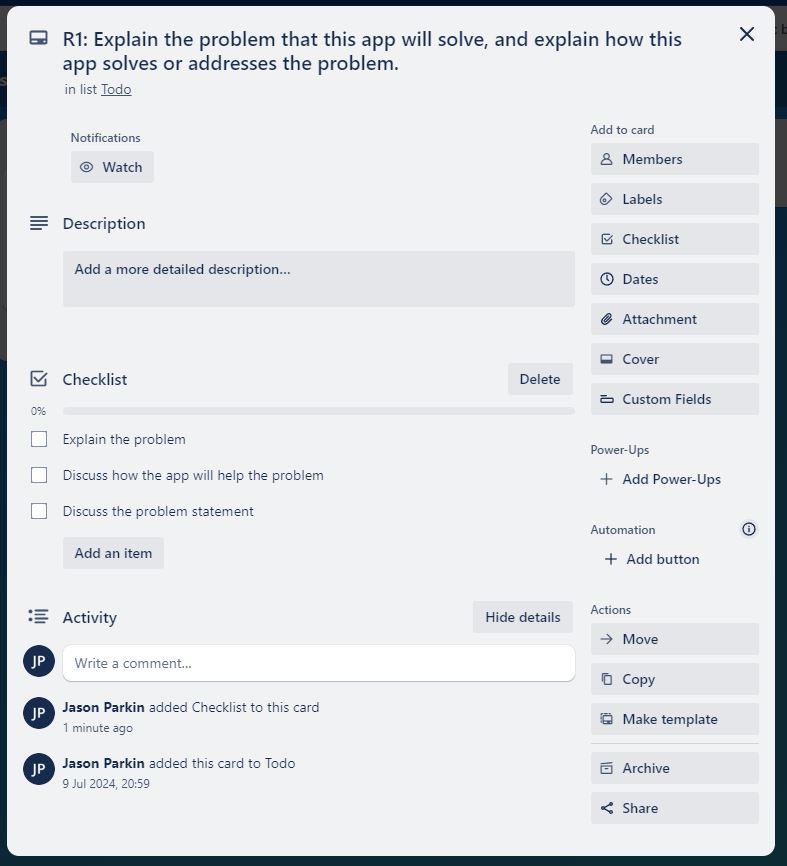 R1: Explain the problem that this app will solve, and explain how this
app solves or addresses the problem.
in list Todo
Notifications
Watch
Description
Add a more detailed description...
Checklist
Delete
0%
Explain the problem
Discuss how the app will help the problem
Discuss the problem statement
Add an item
Activity
Hide details
JP
Write a comment...
JP
Jason Parkin added Checklist to this card
1 minute ago
JP
Jason Parkin added this card to Todo
9 Jul 2024, 20:59
Add to card
Members
Labels
Checklist
Dates
Attachment
Cover
Custom Fields
Power-Ups
Add Power-Ups
Automation
Add button
Actions
Move
Copy
Make template
Archive
Share